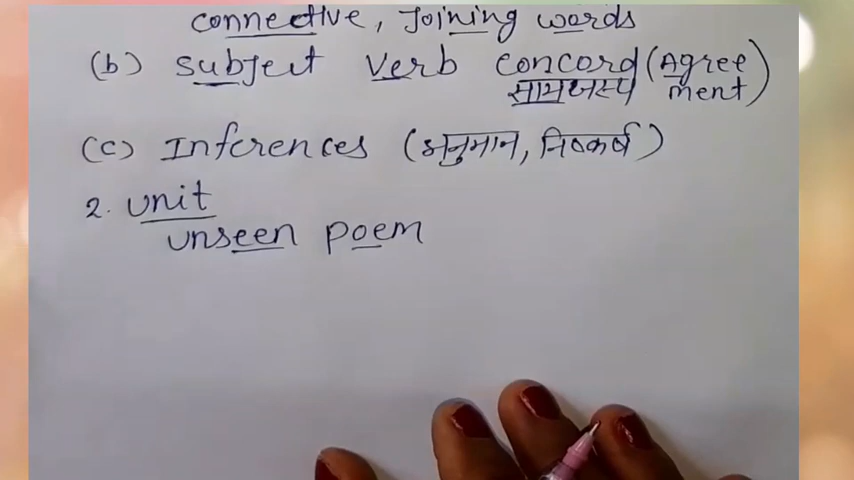 connective, Joining words
(b) subject verb concord (Agree
सामंजस्य ment)
(c) Inferences (अनुमान, निष्कर्ष)
2. unit
unseen poem